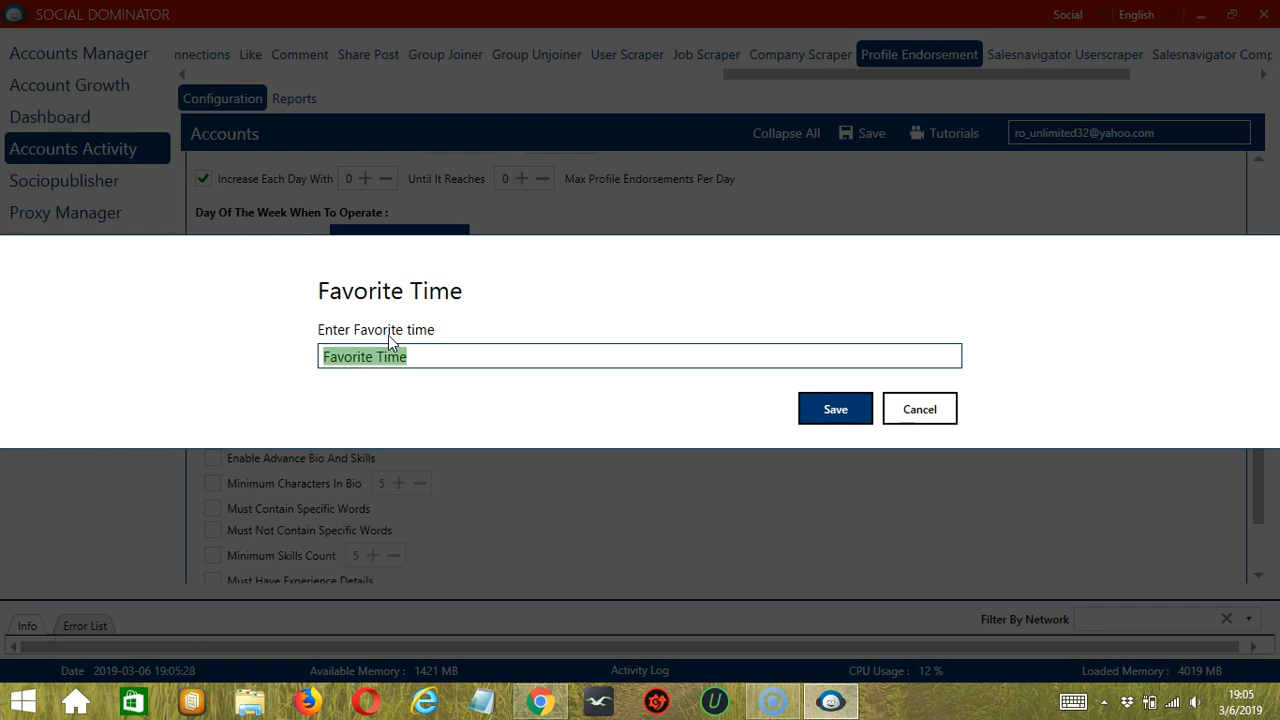 SOCIAL DOMINATOR
Social
English
Accounts Manager
nnections
Like
Comment
Share Post
Group Joiner
Group Unjoiner
User Scraper
Job Scraper
Company Scraper
Profile Endorsement
Salesnavigator Userscraper
Salesnavigator Comp
Account Growth
Configuration
Reports
Dashboard
Accounts
Collapse All
Save
Tutorials
ro_unlimited32@yahoo.com
Accounts Activity
Sociopublisher
Increase Each Day With 0 Until It Reaches 0 Max Profile Endorsements Per Day
Proxy Manager
Day Of The Week When To Operate :
Favorite Time
Enter Favorite time
Favorite Time
Save
Cancel
Enable Advance Bio And Skills
Minimum Characters In Bio 5
Must Contain Specific Words
Must Not Contain Specific Words
Minimum Skills Count 5
Must Have Experience Details
Info
Error List
Filter By Network
Date 2019-03-06 19:05:28
Available Memory : 1421 MB
Activity Log
CPU Usage : 12 %
Loaded Memory : 4019 MB
19:05
3/6/2019